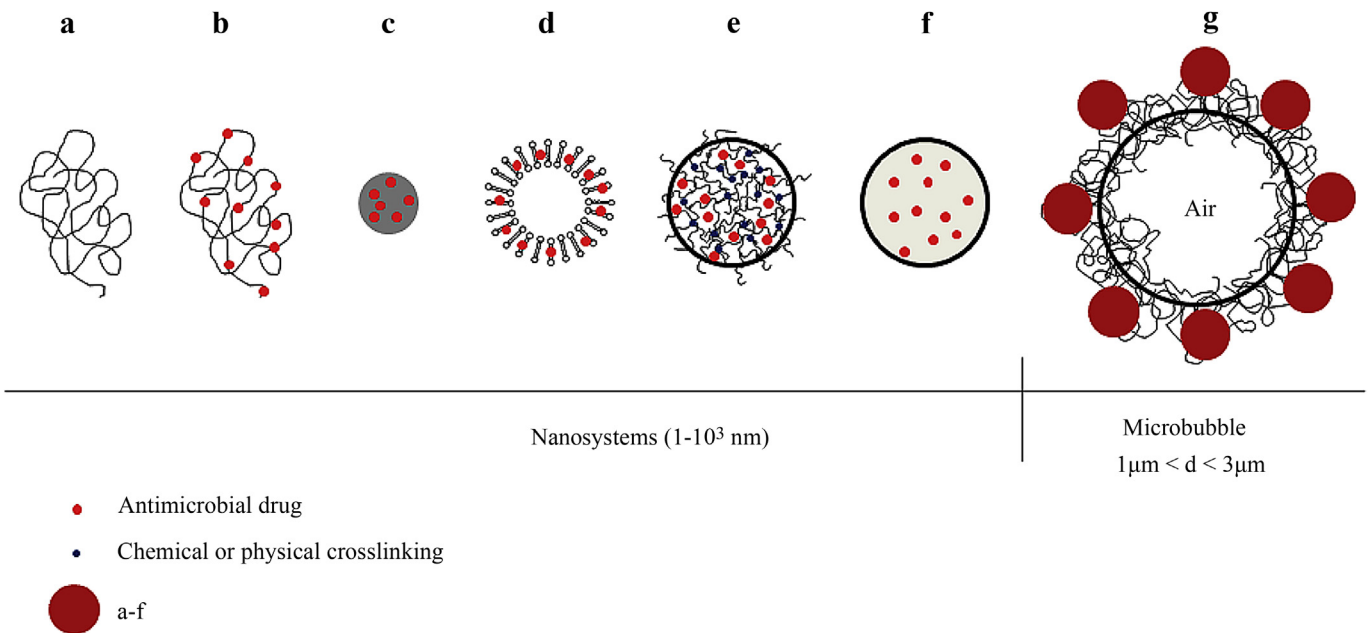 a b c d e f g
Air
Nanosystems (1-10³ nm)
Microbubble
1μm < d < 3μm
Antimicrobial drug
Chemical or physical crosslinking
a-f